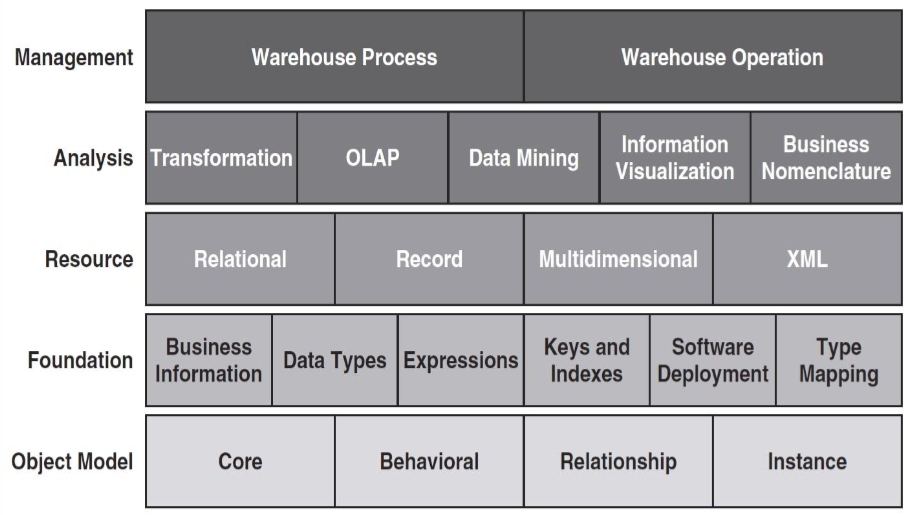 Management
Warehouse Process
Warehouse Operation
Analysis
Transformation
OLAP
Data Mining
Information
Visualization
Business
Nomenclature
Resource
Relational
Record
Multidimensional
XML
Foundation
Business
Information
Data Types
Expressions
Keys and
Indexes
Software
Deployment
Type
Mapping
Object Model
Core
Behavioral
Relationship
Instance